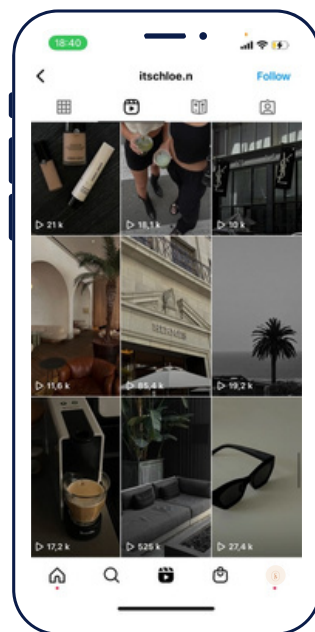 18:40
itschloe.n
Follow
21 k
18,1 k
10 k
11,6 k
85,4 k
19,2 k
17,2 k
525 k
27,4 k